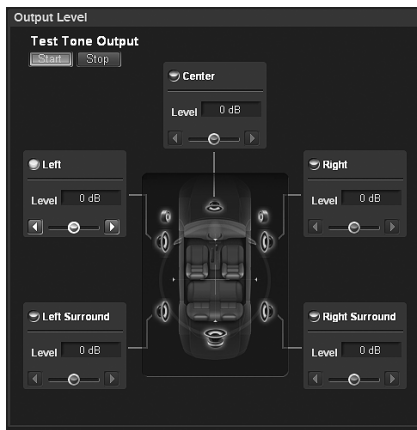 Output Level
Test Tone Output
Start Stop
Center
Level 0 dB
Left
Level 0 dB
Right
Level 0 dB
Left Surround
Level 0 dB
Right Surround
Level 0 dB